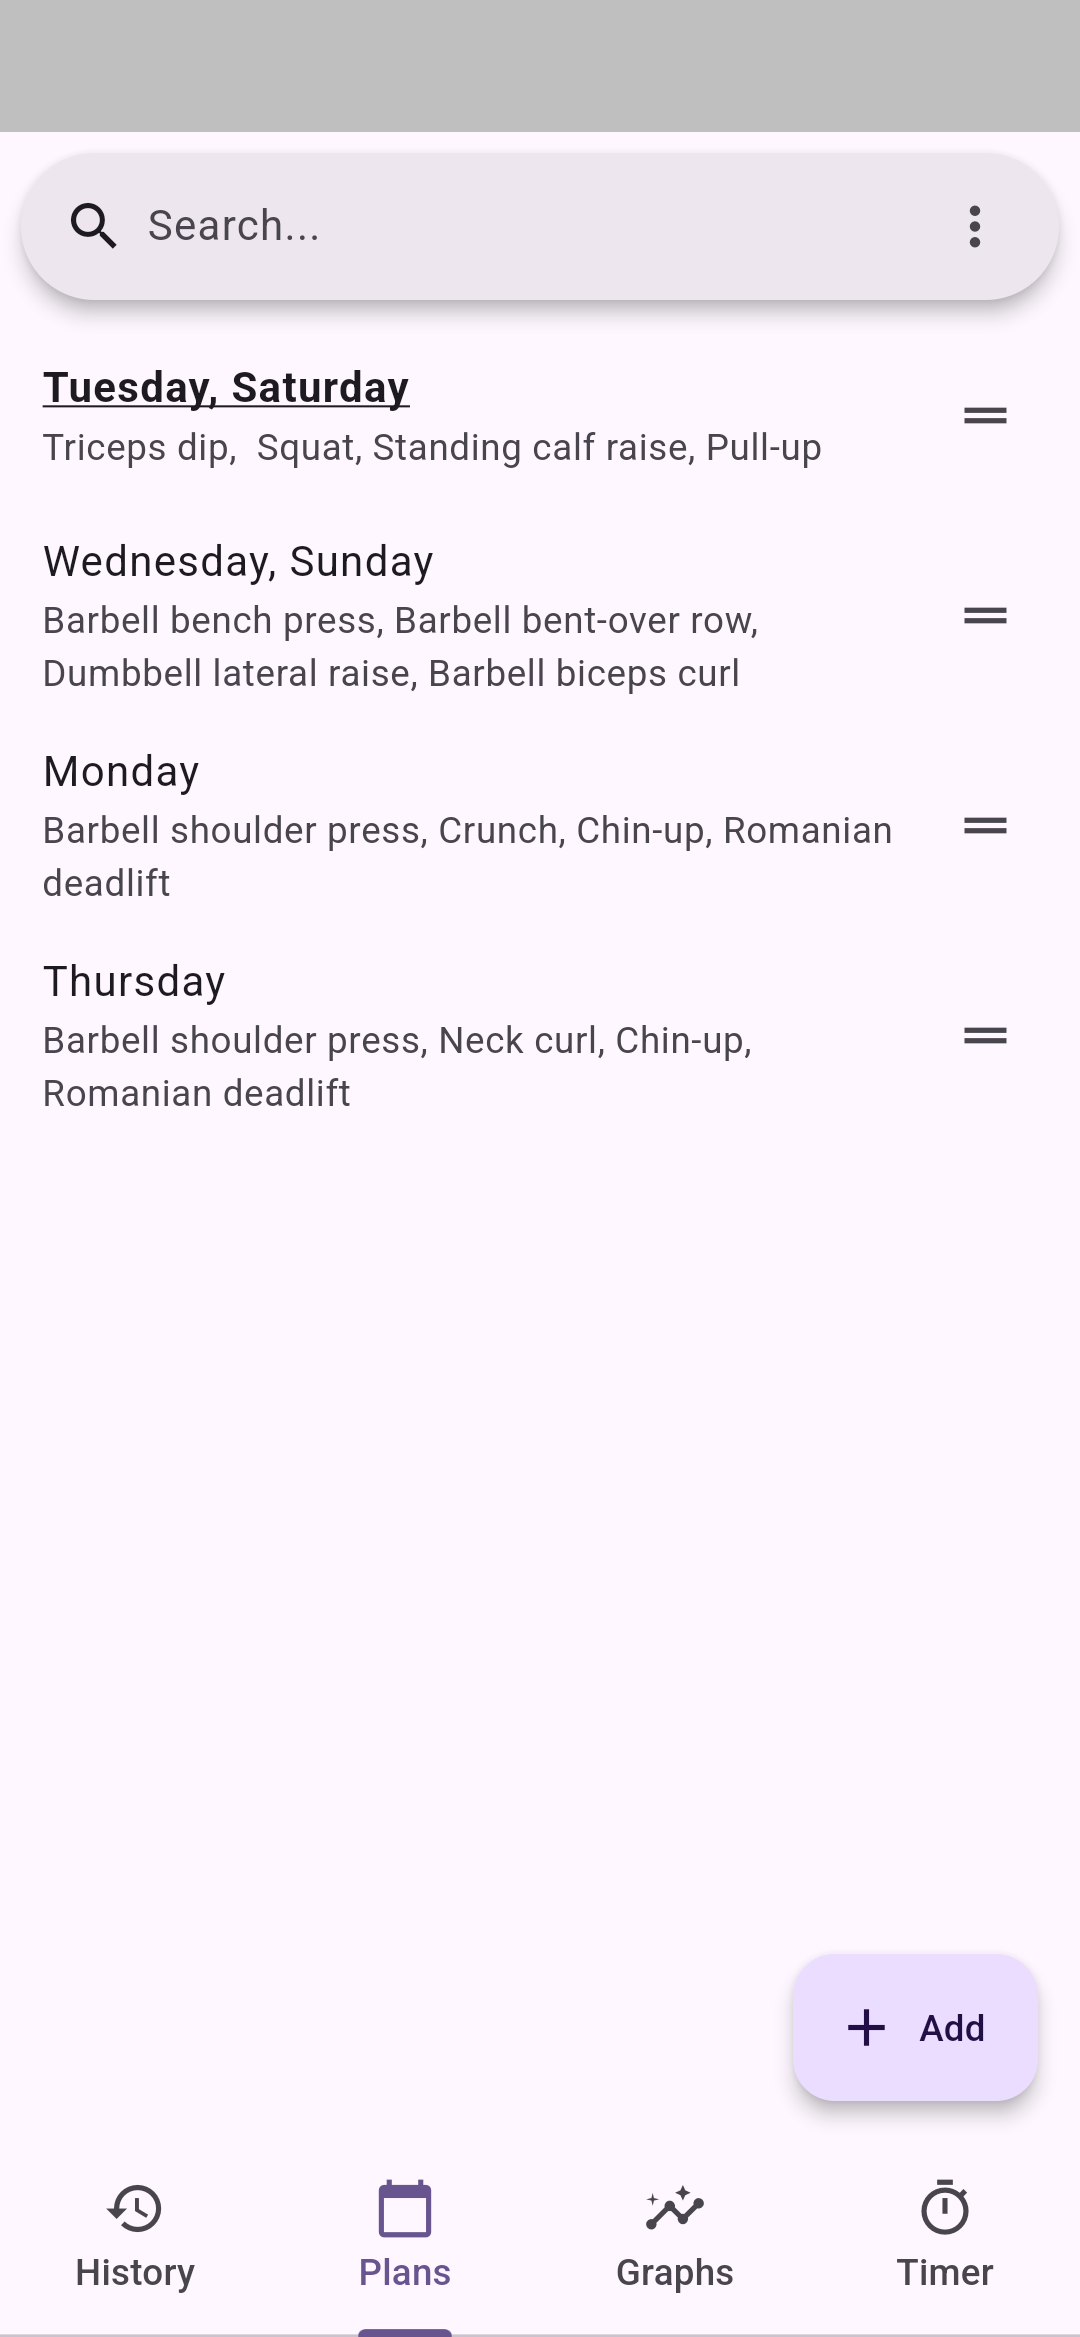 Search...
Tuesday, Saturday
Triceps dip,  Squat, Standing calf raise, Pull-up
Wednesday, Sunday
Barbell bench press, Barbell bent-over row,
Dumbbell lateral raise, Barbell biceps curl
Monday
Barbell shoulder press, Crunch, Chin-up, Romanian
deadlift
Thursday
Barbell shoulder press, Neck curl, Chin-up,
Romanian deadlift
Add
History
Plans
Graphs
Timer